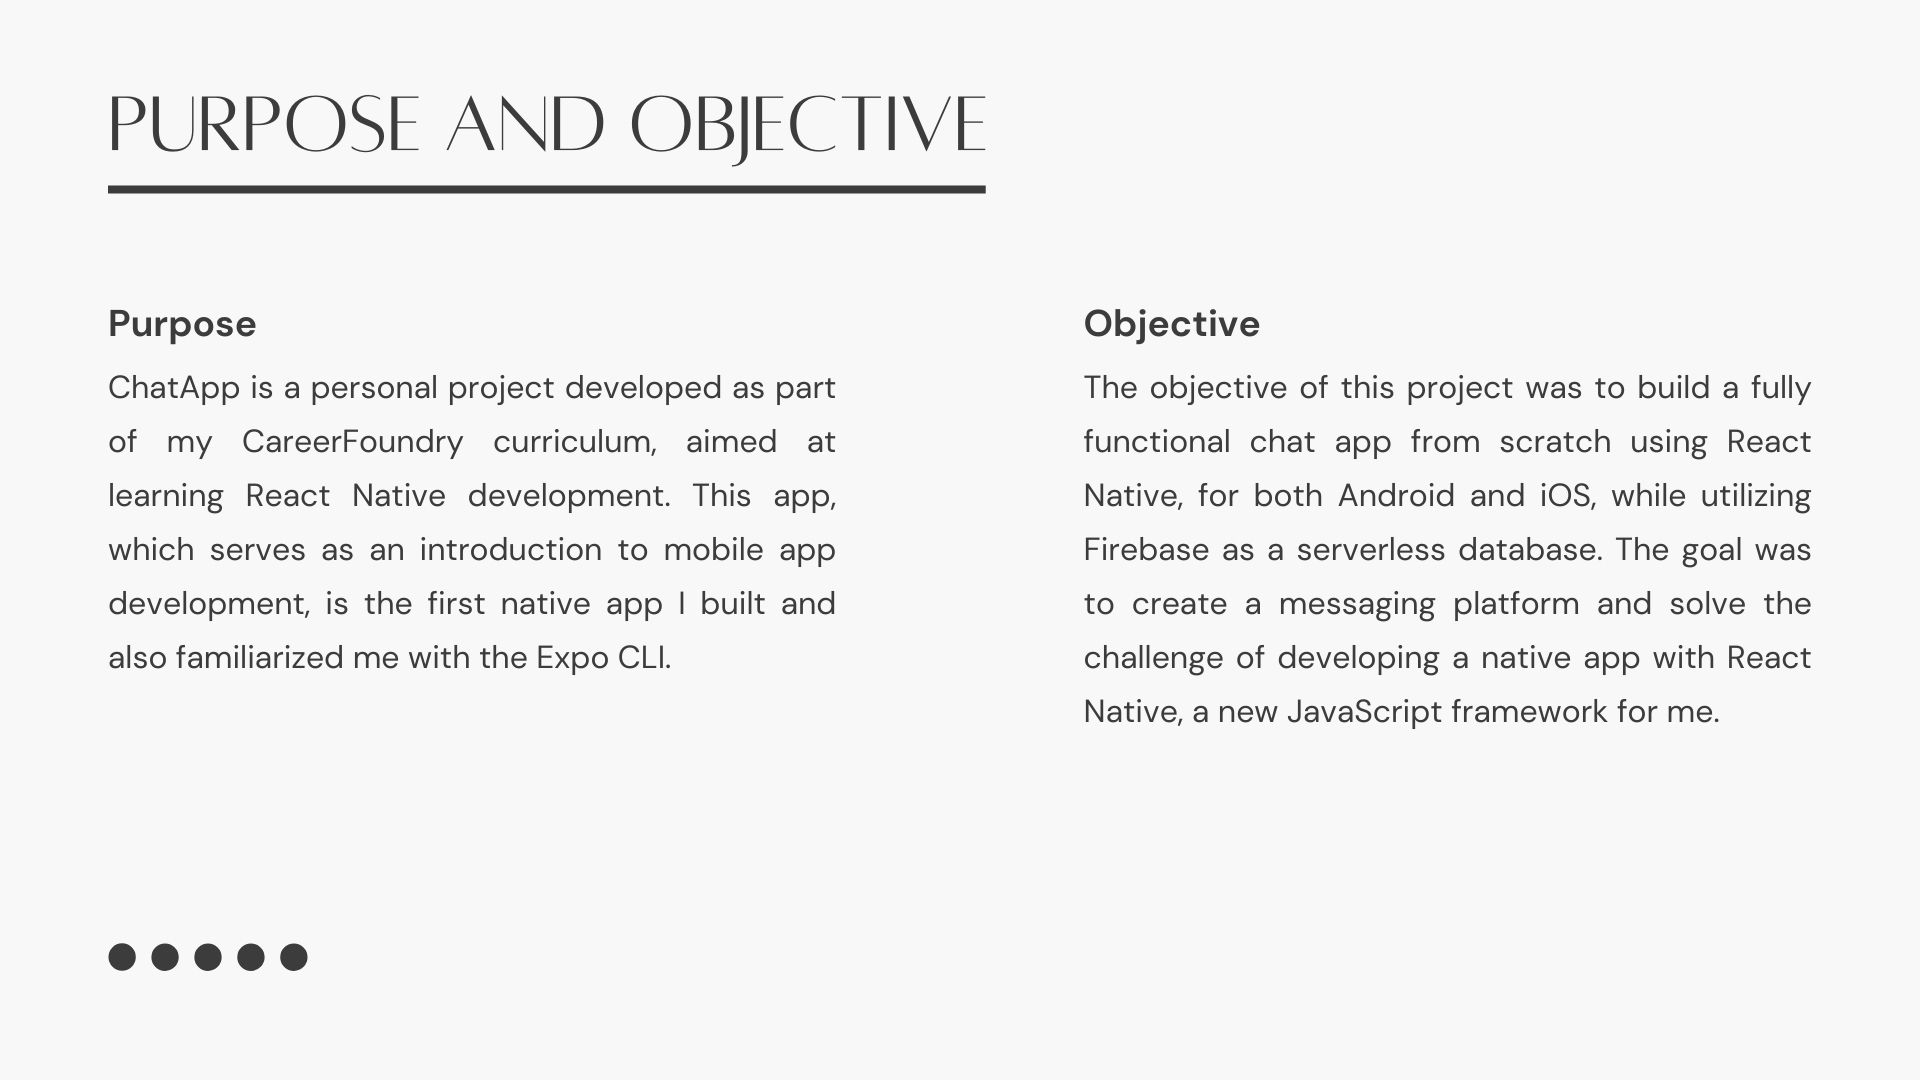 PURPOSE AND OBJECTIVE
Purpose
ChatApp is a personal project developed as part
of my CareerFoundry curriculum, aimed at
learning React Native development. This app,
which serves as an introduction to mobile app
development, is the first native app I built and
also familiarized me with the Expo CLI.
Objective
The objective of this project was to build a fully
functional chat app from scratch using React
Native, for both Android and iOS, while utilizing
Firebase as a serverless database. The goal was
to create a messaging platform and solve the
challenge of developing a native app with React
Native, a new JavaScript framework for me.